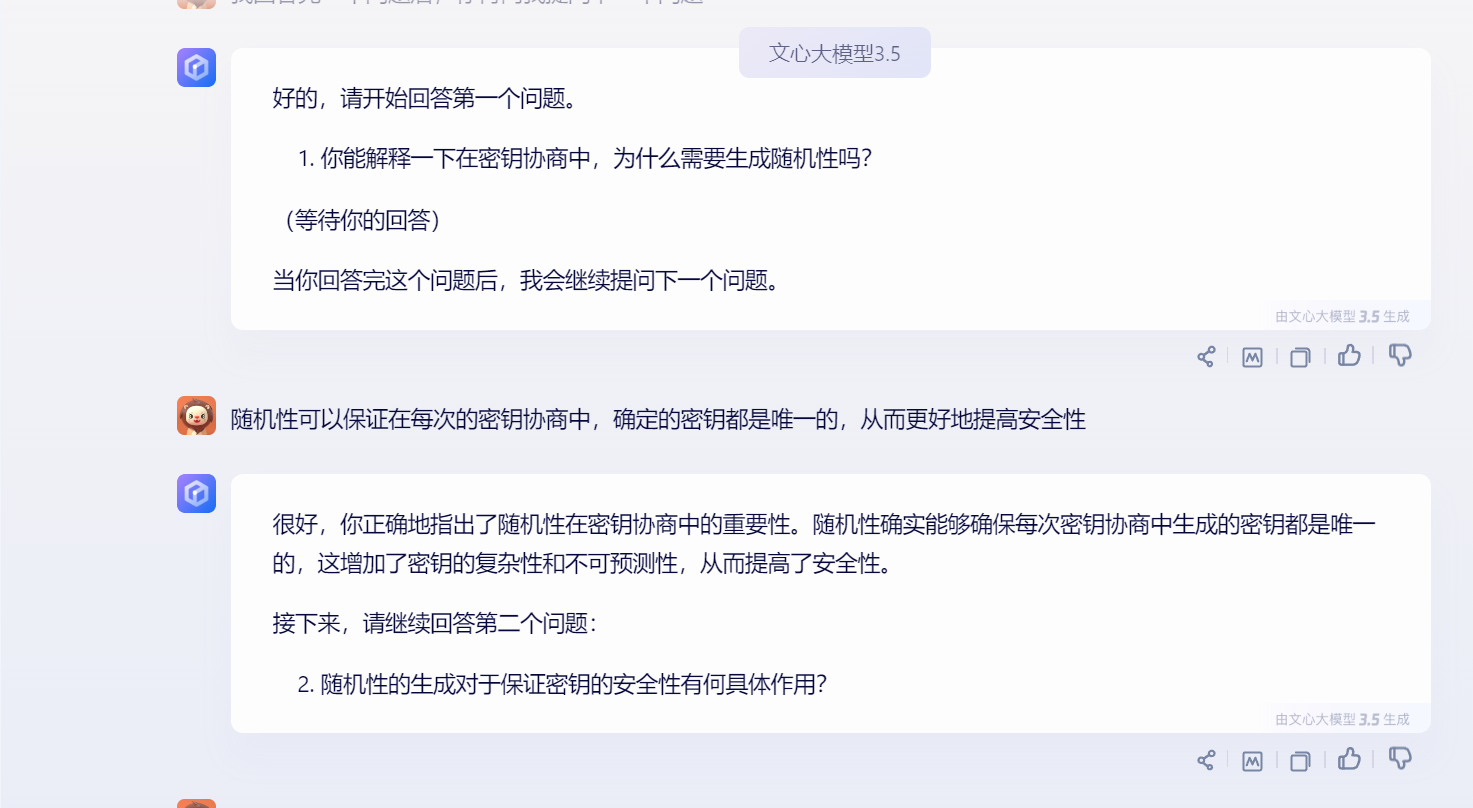 文心大模型3.5
好的，请开始回答第一个问题。
1. 你能解释一下在密钥协商中，为什么需要生成随机性吗？
（等待你的回答）
当你回答完这个问题后，我会继续提问下一个问题。
由文心大模型 3.5 生成
随机性可以保证在每次的密钥协商中，确定的密钥都是唯一的，从而更好地提高安全性
很好，你正确地指出了随机性在密钥协商中的重要性。随机性确实能够确保每次密钥协商中生成的密钥都是唯一
的，这增加了密钥的复杂性和不可预测性，从而提高了安全性。
接下来，请继续回答第二个问题：
2. 随机性的生成对于保证密钥的安全性有何具体作用？
由文心大模型 3.5 生成